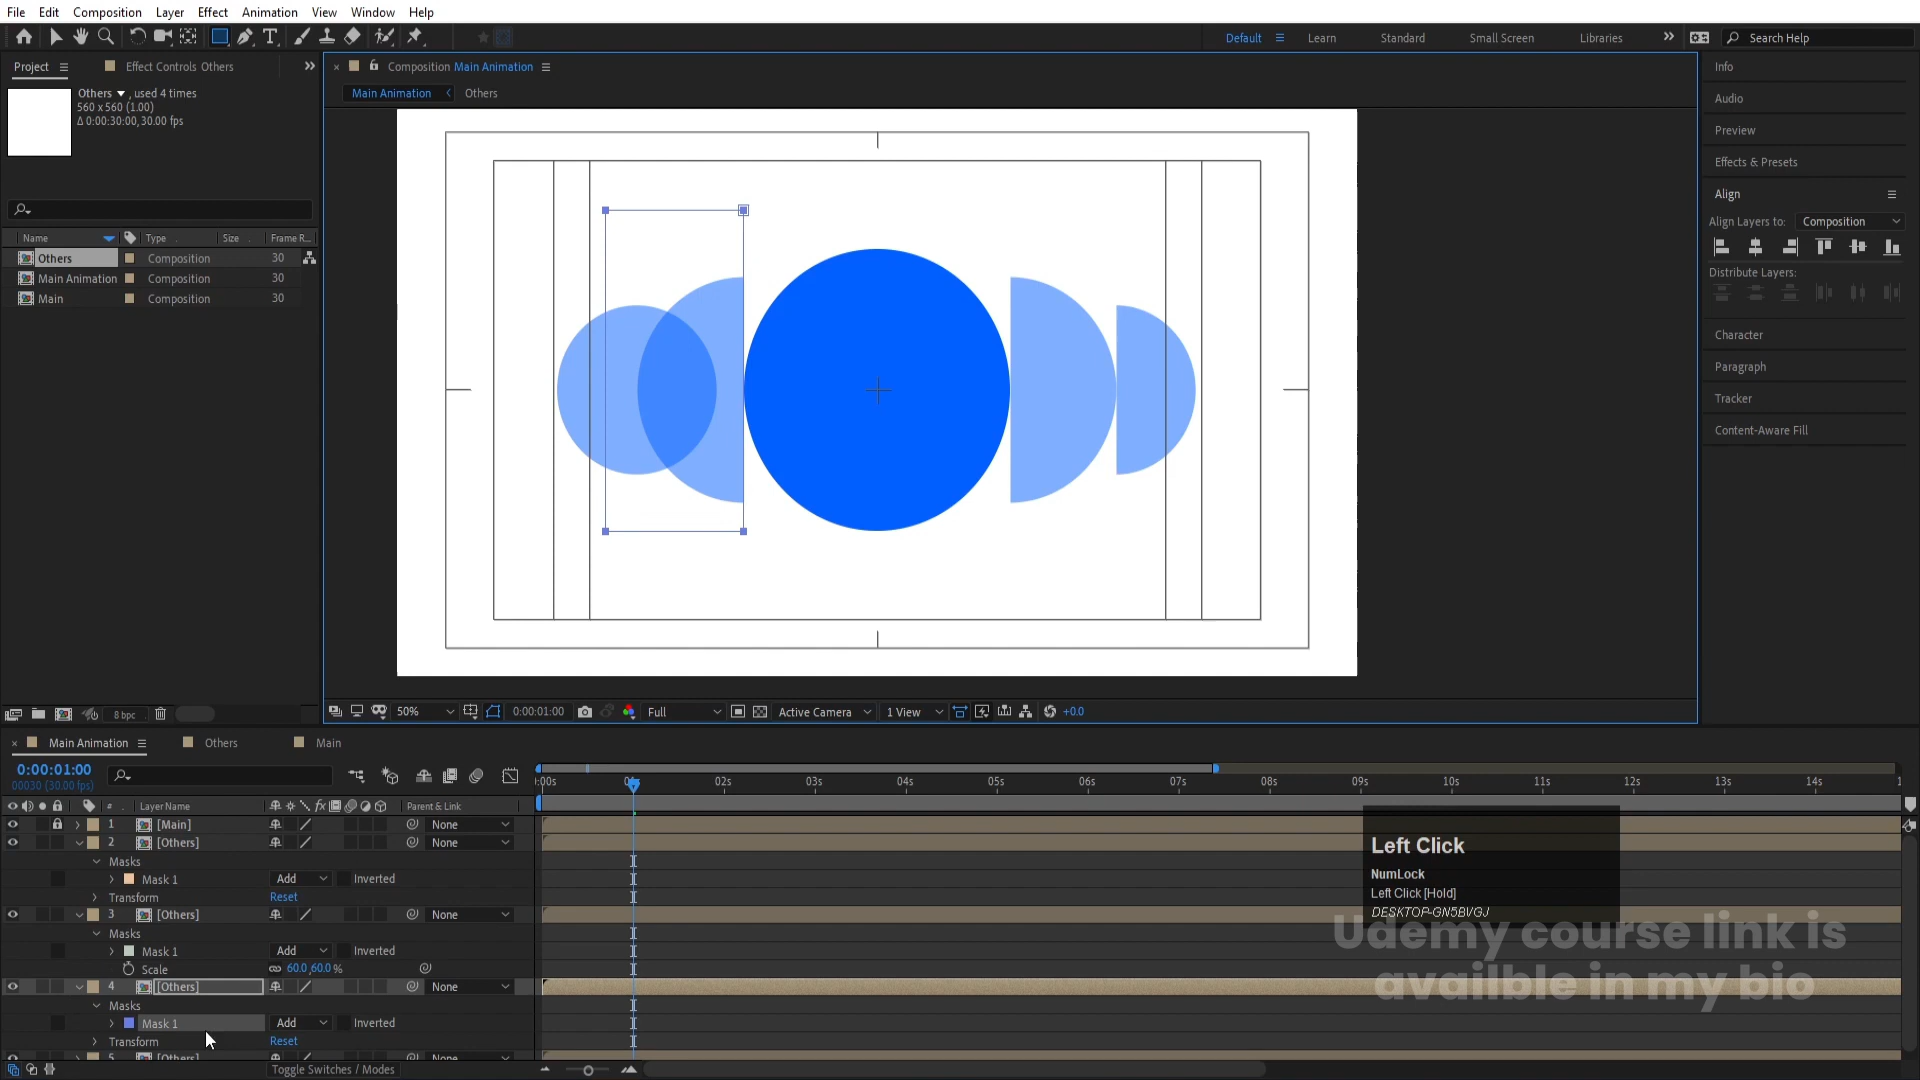 File Edit Composition Layer Effect Animation View Window Help
Default Learn Standard Small Screen Libraries Search Help
Project Effect Controls Others
Composition Main Animation
Main Animation Others
Others , used 4 times
560 x 560 (1.00)
Δ 0:00:30:00, 30.00 fps
Name Type Size Frame R...
Others Composition 30
Main Animation Composition 30
Main Composition 30
8 bpc
50% 0:00:01:00 Full Active Camera 1 View +0.0
Info
Audio
Preview
Effects & Presets
Align
Align Layers to: Composition
Distribute Layers:
Character
Paragraph
Tracker
Content-Aware Fill
Main Animation Others Main
0:00:01:00
00030 (30.00 fps)
:00s 02s 03s 04s 05s 06s 07s 08s 09s 10s 11s 12s 13s 14s
# Layer Name Parent & Link
1 [Main] None
2 [Others] None
Masks
Mask 1 Add Inverted
Transform Reset
3 [Others] None
Masks
Mask 1 Add Inverted
Scale 60.0,60.0 %
4 [Others] None
Masks
Mask 1 Add Inverted
Transform Reset
5 [Others] None
Toggle Switches / Modes
Left Click
NumLock
Left Click [Hold]
DESKTOP-GN5BVGJ
Udemy course link is
availble in my bio